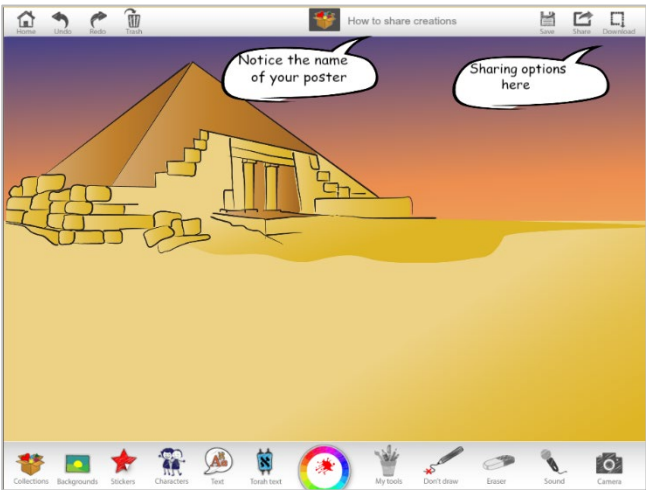 How to share creations
Home
Undo
Redo
Trash
Save
Share
Download
Notice the name
of your poster
Sharing options
here
Collections
Backgrounds
Stickers
Characters
Text
Torah text
My tools
Don't draw
Eraser
Sound
Camera